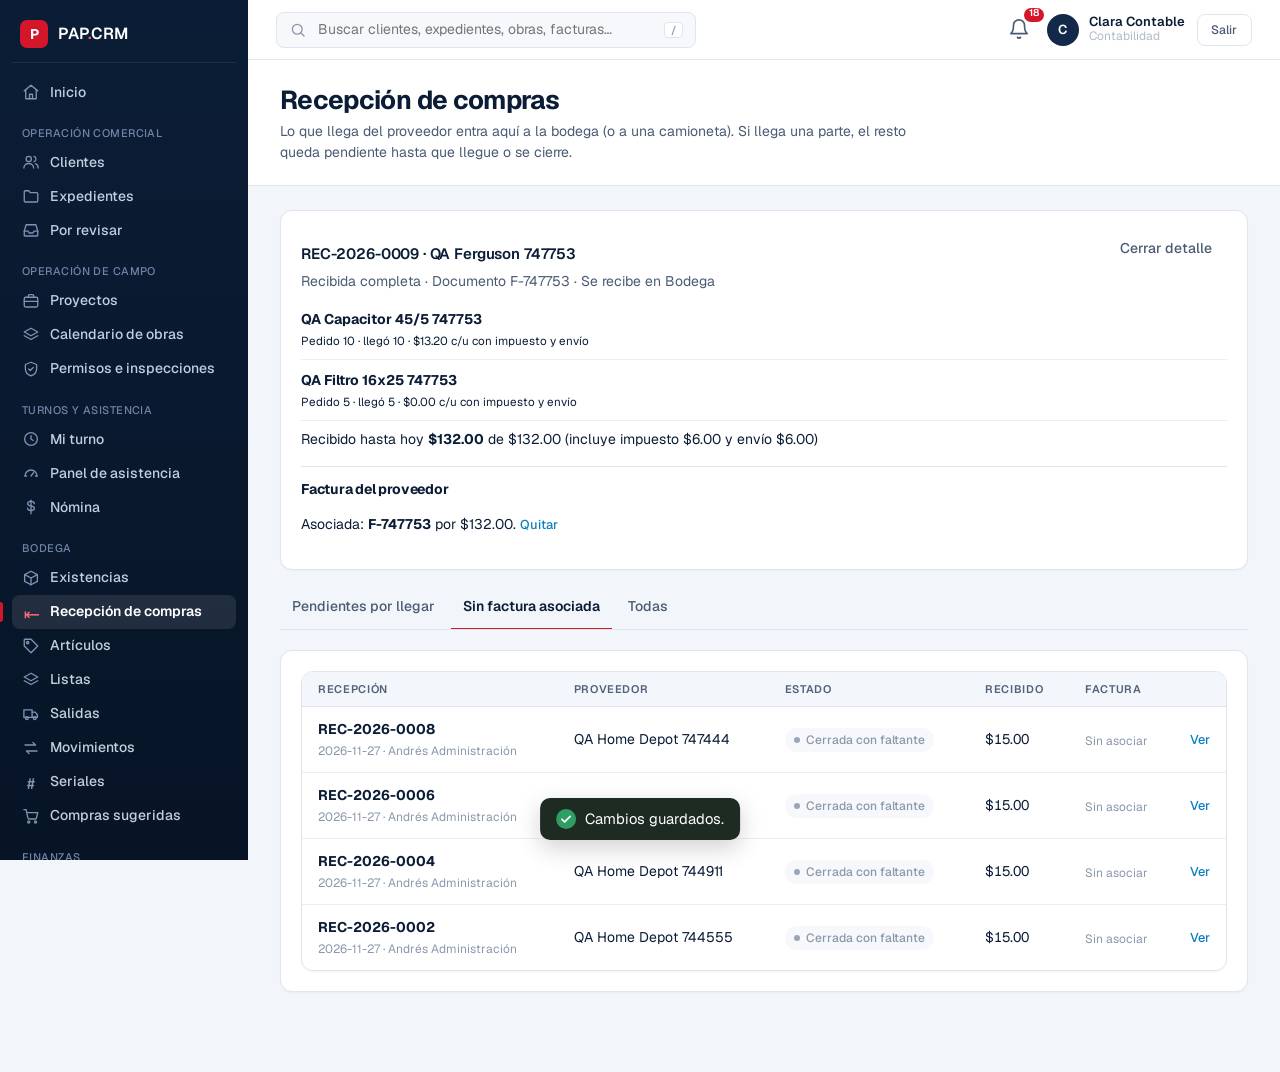 P PAP.CRM
Inicio
OPERACIÓN COMERCIAL
Clientes
Expedientes
Por revisar
OPERACIÓN DE CAMPO
Proyectos
Calendario de obras
Permisos e inspecciones
TURNOS Y ASISTENCIA
Mi turno
Panel de asistencia
Nómina
BODEGA
Existencias
Recepción de compras
Artículos
Listas
Salidas
Movimientos
Seriales
Compras sugeridas
FINANZAS
Buscar clientes, expedientes, obras, facturas... /
18
C
Clara Contable
Contabilidad
Salir
Recepción de compras
Lo que llega del proveedor entra aquí a la bodega (o a una camioneta). Si llega una parte, el resto
queda pendiente hasta que llegue o se cierre.
REC-2026-0009 · QA Ferguson 747753
Cerrar detalle
Recibida completa · Documento F-747753 · Se recibe en Bodega
QA Capacitor 45/5 747753
Pedido 10 · llegó 10 · $13.20 c/u con impuesto y envío
QA Filtro 16x25 747753
Pedido 5 · llegó 5 · $0.00 c/u con impuesto y envío
Recibido hasta hoy $132.00 de $132.00 (incluye impuesto $6.00 y envío $6.00)
Factura del proveedor
Asociada: F-747753 por $132.00. Quitar
Pendientes por llegar Sin factura asociada Todas
RECEPCIÓN PROVEEDOR ESTADO RECIBIDO FACTURA
REC-2026-0008
2026-11-27 · Andrés Administración
QA Home Depot 747444 Cerrada con faltante $15.00 Sin asociar Ver
REC-2026-0006
2026-11-27 · Andrés Administración
Cerrada con faltante $15.00 Sin asociar Ver
Cambios guardados.
REC-2026-0004
2026-11-27 · Andrés Administración
QA Home Depot 744911 Cerrada con faltante $15.00 Sin asociar Ver
REC-2026-0002
2026-11-27 · Andrés Administración
QA Home Depot 744555 Cerrada con faltante $15.00 Sin asociar Ver